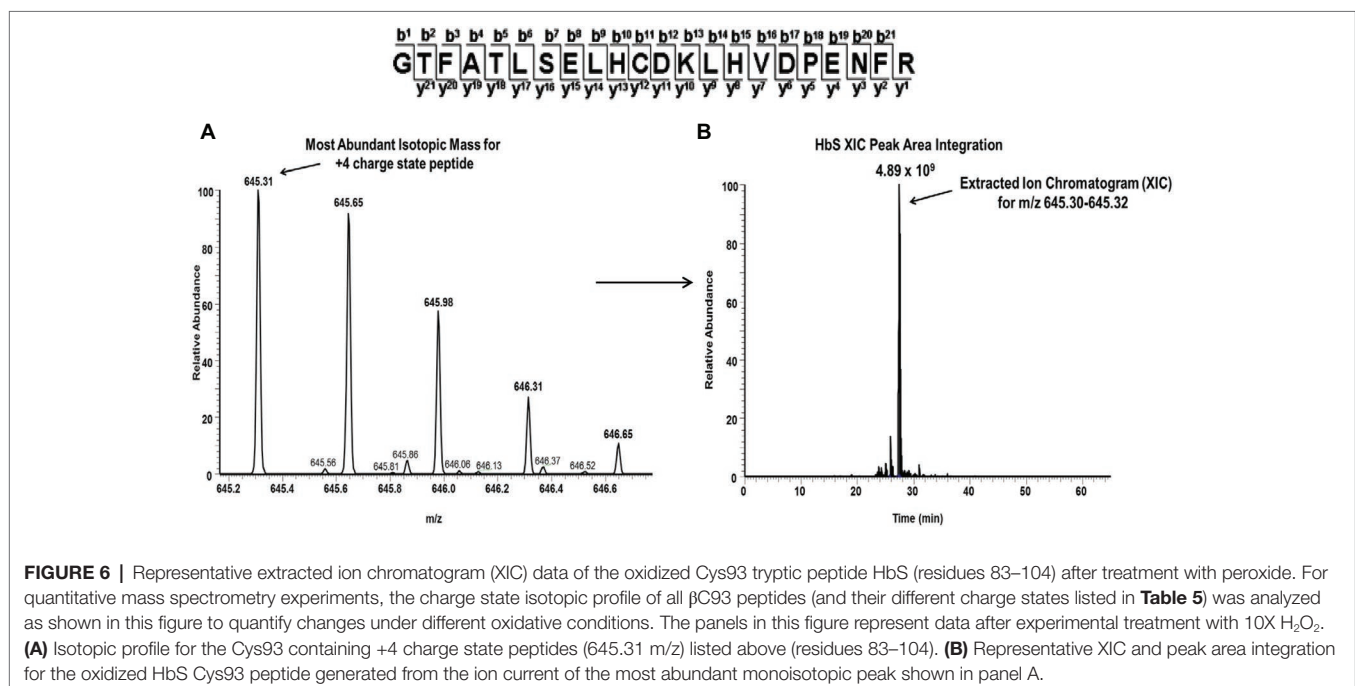 b1 b2 b3 b4 b5 b6 b7 b8 b9 b10 b11 b12 b13 b14 b15 b16 b17 b18 b19 b20 b21
GTFATLSELHCDKLHVDPENFR
y21 y20 y19 y18 y17 y16 y15 y14 y13 y12 y11 y10 y9 y8 y7 y6 y5 y4 y3 y2 y1
A
Most Abundant Isotopic Mass for
+4 charge state peptide
645.31
645.65
645.98
646.31
646.65
645.56
645.81
645.86
646.06
646.13
646.37
646.52
100
80
60
40
20
0
Relative Abundance
645.2 645.4 645.6 645.8 646.0 646.2 646.4 646.6
m/z
B
HbS XIC Peak Area Integration
4.89 x 10⁹
Extracted Ion Chromatogram (XIC)
for m/z 645.30-645.32
100
80
60
40
20
0
Relative Abundance
0 10 20 30 40 50 60
Time (min)
FIGURE 6 | Representative extracted ion chromatogram (XIC) data of the oxidized Cys93 tryptic peptide HbS (residues 83–104) after treatment with peroxide. For
quantitative mass spectrometry experiments, the charge state isotopic profile of all βC93 peptides (and their different charge states listed in Table 5) was analyzed
as shown in this figure to quantify changes under different oxidative conditions. The panels in this figure represent data after experimental treatment with 10X H₂O₂.
(A) Isotopic profile for the Cys93 containing +4 charge state peptides (645.31 m/z) listed above (residues 83–104). (B) Representative XIC and peak area integration
for the oxidized HbS Cys93 peptide generated from the ion current of the most abundant monoisotopic peak shown in panel A.